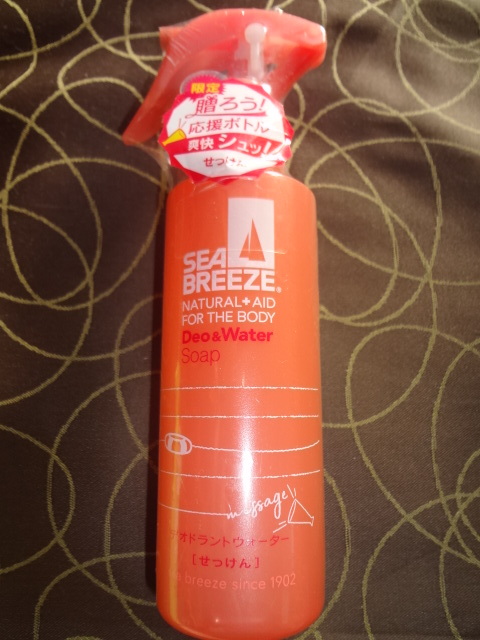 限定
贈ろう!
応援ボトル
爽快シュッ!
せっけん
SEA
BREEZE®
NATURAL+AID
FOR THE BODY
Deo&Water
Soap
message
デオドラントウォーター
[せっけん]
sea breeze since 1902